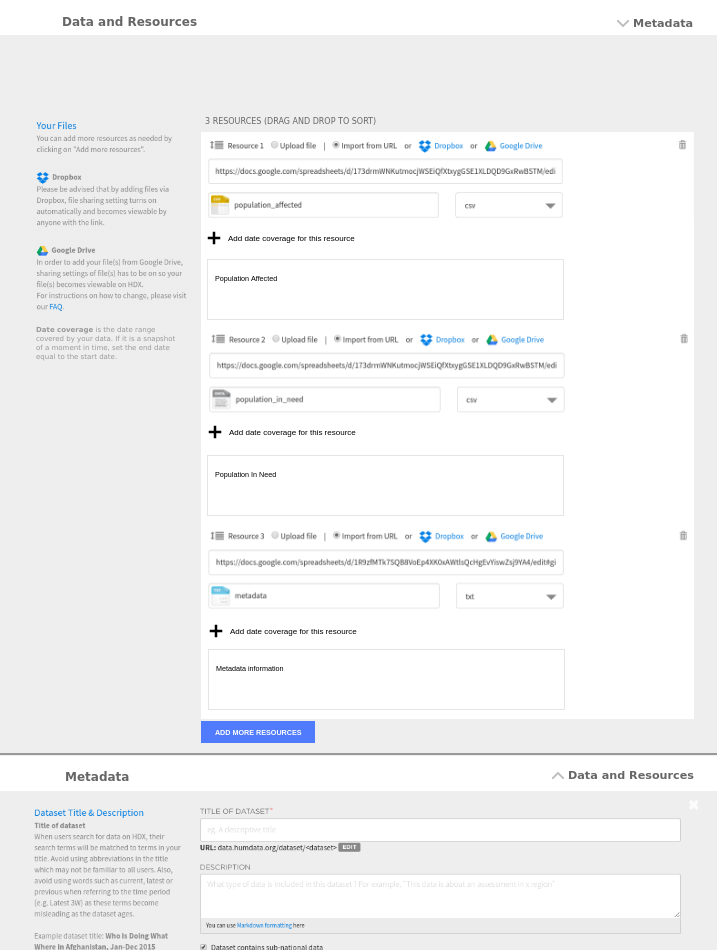 Data and Resources
Metadata
Your Files
You can add more resources as needed by
clicking on "Add more resources".
Dropbox
Please be advised that by adding files via
Dropbox, file sharing setting turns on
automatically and becomes viewable by
anyone with the link.
Google Drive
In order to add your file(s) from Google Drive,
sharing settings of file(s) has to be on so your
file(s) becomes viewable on HDX.
For instructions on how to change, please visit
our FAQ.
Date coverage is the date range
covered by your data. If it is a snapshot
of a moment in time, set the end date
equal to the start date.
3 RESOURCES (DRAG AND DROP TO SORT)
Resource 1 Upload file | Import from URL or Dropbox or Google Drive
https://docs.google.com/spreadsheets/d/173drmWNKutmocjWSEiQfXtxygGSE1XLDQD9GxRwBSTM/edi
population_affected csv
Add date coverage for this resource
Population Affected
Resource 2 Upload file | Import from URL or Dropbox or Google Drive
https://docs.google.com/spreadsheets/d/173drmWNKutmocjWSEiQfXtxygGSE1XLDQD9GxRwBSTM/edi
population_in_need csv
Add date coverage for this resource
Population In Need
Resource 3 Upload file | Import from URL or Dropbox or Google Drive
https://docs.google.com/spreadsheets/d/1R9zfMTk7SQB8VoEp4XK0xAWtlsQcHgEvYiswZsj9YA4/edit#gi
metadata txt
Add date coverage for this resource
Metadata information
ADD MORE RESOURCES
Metadata
Data and Resources
Dataset Title & Description
Title of dataset
When users search for data on HDX, their
search terms will be matched to terms in your
title. Avoid using abbreviations in the title
which may not be familiar to all users. Also,
avoid using words such as current, latest or
previous when referring to the time period
(e.g. Latest 3W) as these terms become
misleading as the dataset ages.
Example dataset title: Who Is Doing What
Where In Afghanistan, Jan-Dec 2015
TITLE OF DATASET*
eg. A descriptive title
URL: data.humdata.org/dataset/<dataset> EDIT
DESCRIPTION
What type of data is included in this dataset? For example, "This data is about an assessment in x region"
You can use Markdown formatting here
Dataset contains sub-national data